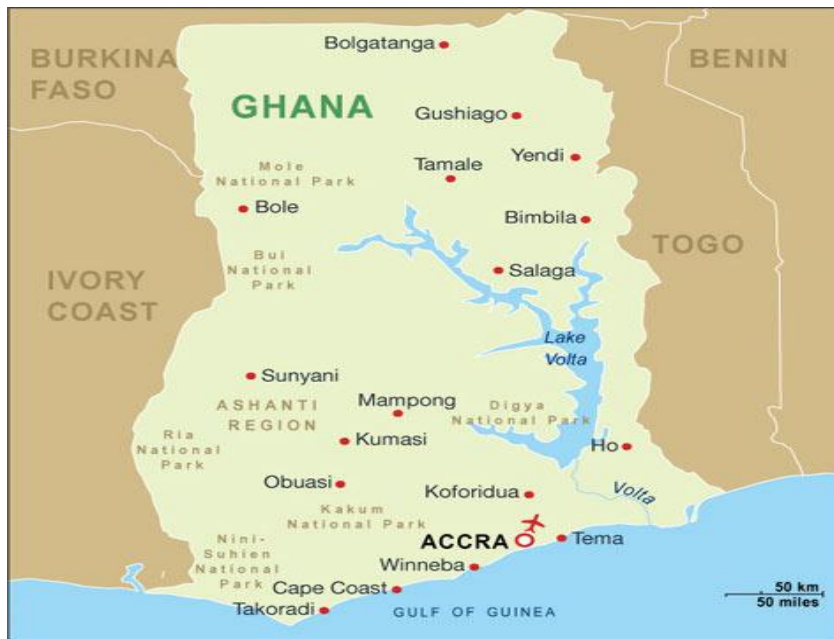 BURKINA
FASO
BENIN
Bolgatanga
GHANA
Gushiago
Yendi
Tamale
Mole
National Park
Bole
Bimbila
TOGO
Bui
National
Park
Salaga
IVORY
COAST
Lake
Volta
Sunyani
ASHANTI
REGION
Mampong
Digya
National Park
Ria
National
Park
Kumasi
Ho
Obuasi
Koforidua
Volta
Kakum
National Park
ACCRA
Tema
Nini-
Suhien
National
Park
Winneba
Cape Coast
Takoradi
GULF OF GUINEA
50 km
50 miles